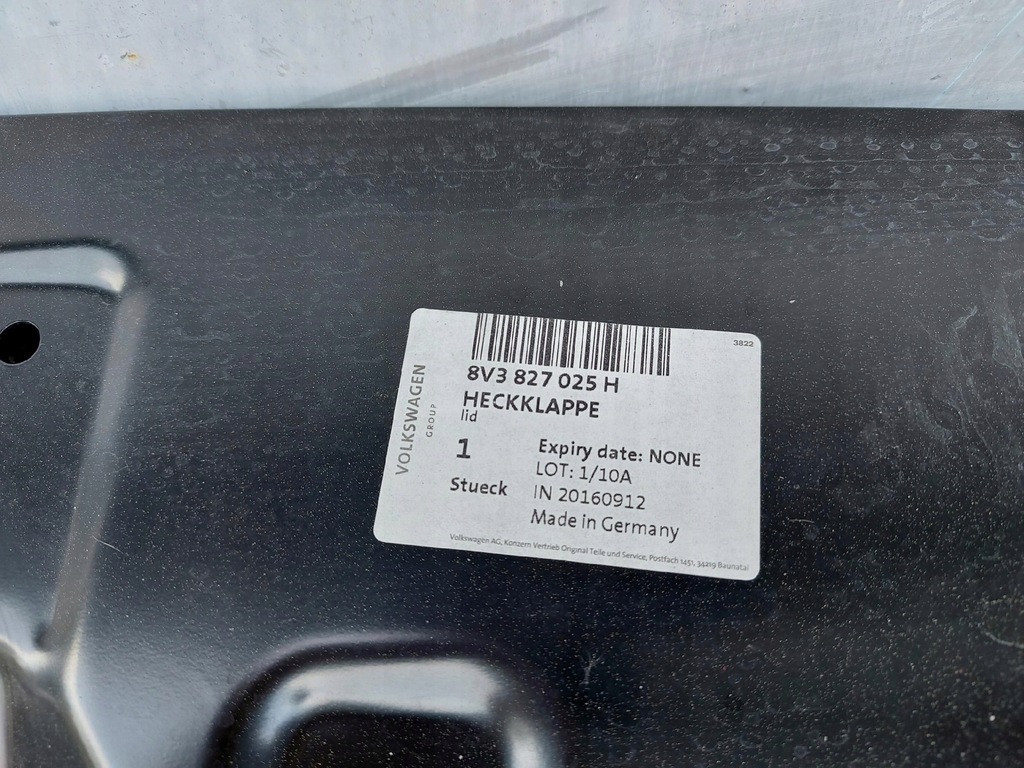 3822
8V3 827 025 H
HECKKLAPPE
lid
VOLKSWAGEN
GROUP
1
Stueck
Expiry date: NONE
LOT: 1/10A
IN 20160912
Made in Germany
Volkswagen AG, Konzern Vertrieb Original Teile und Service, Postfach 1451, 34219 Baunatal